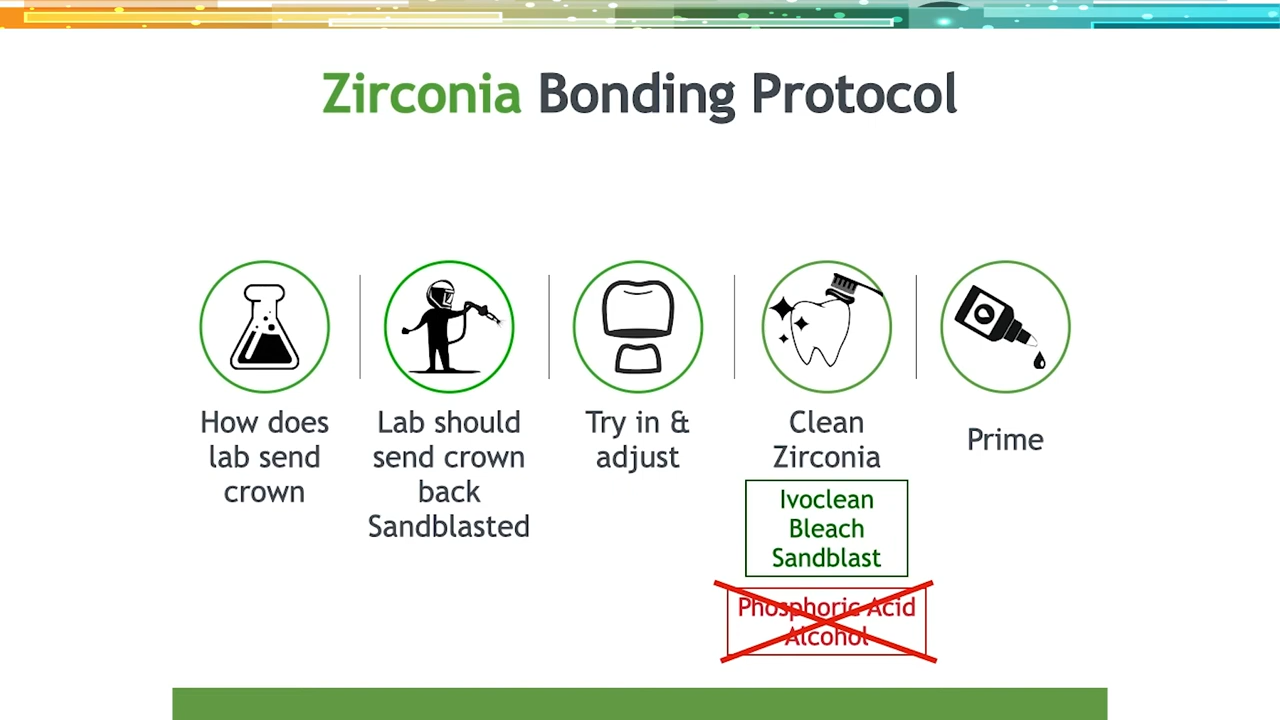 Zirconia Bonding Protocol
How does
lab send
crown
Lab should
send crown
back
Sandblasted
Try in &
adjust
Clean
Zirconia
Ivoclean
Bleach
Sandblast
Phosphoric Acid
Alcohol
Prime